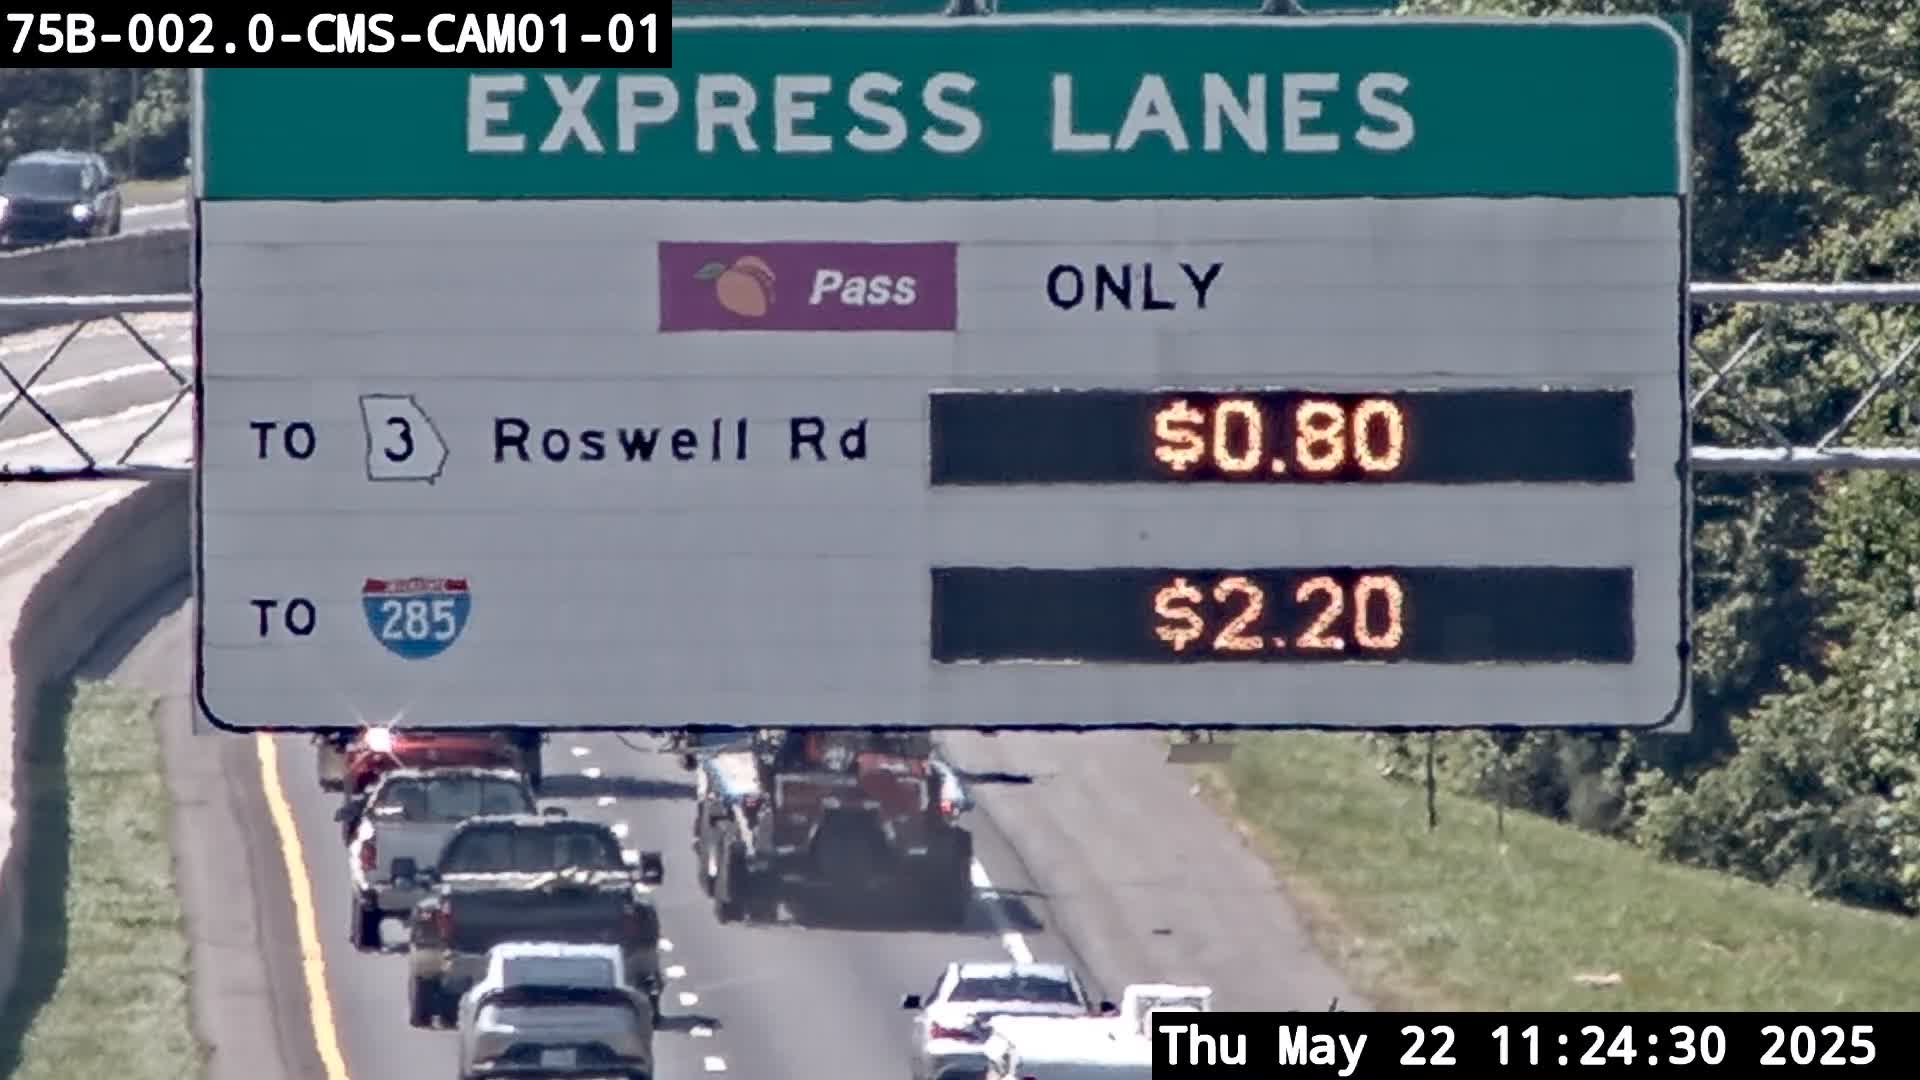 75B-002.0-CMS-CAM01-01
EXPRESS LANES
Pass ONLY
TO 3 Roswell Rd $0.80
TO 285 $2.20
Thu May 22 11:24:30 2025